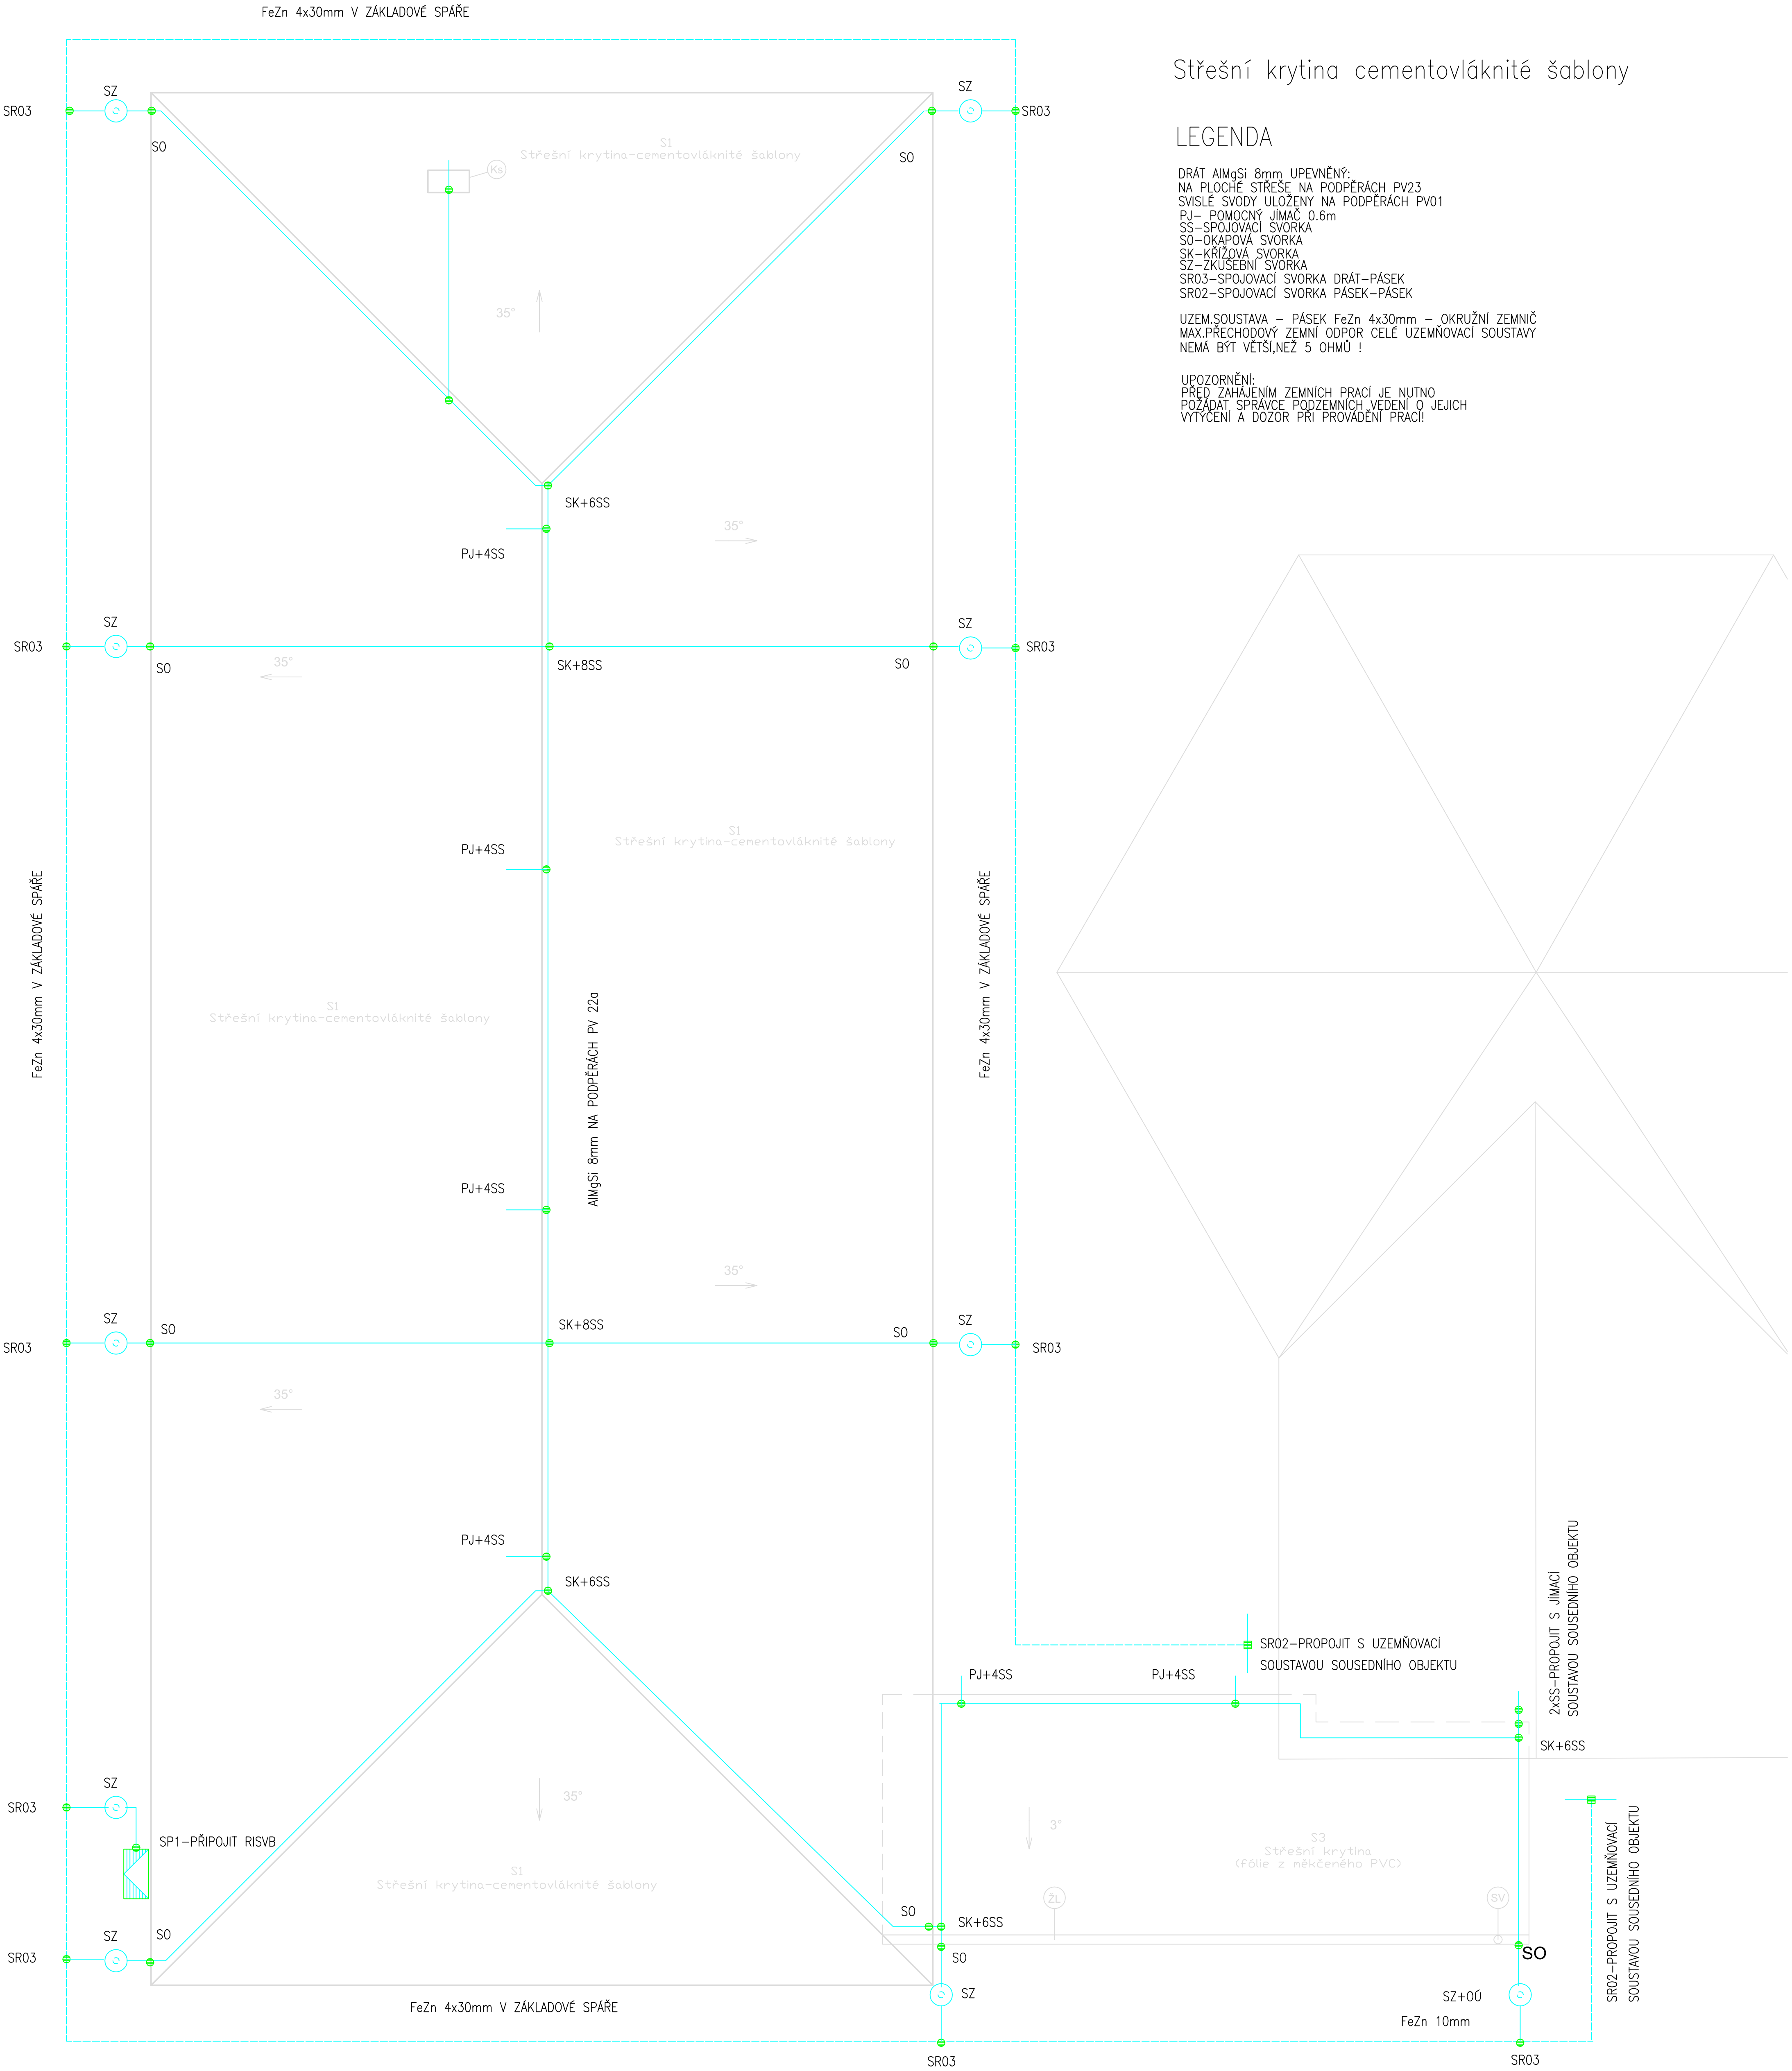 FeZn 4x30mm V ZÁKLADOVÉ SPÁŘE
Střešní krytina cementovláknité šablony
LEGENDA
DRÁT AlMgSi 8mm UPEVNĚNÝ:
NA PLOCHÉ STŘEŠE NA PODPĚRÁCH PV23
SVISLÉ SVODY ULOŽENY NA PODPĚRÁCH PV01
PJ- POMOCNÝ JÍMAČ 0.6m
SS-SPOJOVACÍ SVORKA
SO-OKAPOVÁ SVORKA
SK-KŘÍŽOVÁ SVORKA
SZ-ZKUŠEBNÍ SVORKA
SR03-SPOJOVACÍ SVORKA DRÁT-PÁSEK
SR02-SPOJOVACÍ SVORKA PÁSEK-PÁSEK
UZEM.SOUSTAVA - PÁSEK FeZn 4x30mm - OKRUŽNÍ ZEMNIČ
MAX.PŘECHODOVÝ ZEMNÍ ODPOR CELÉ UZEMŇOVACÍ SOUSTAVY
NEMÁ BÝT VĚTŠÍ,NEŽ 5 OHMŮ !
UPOZORNĚNÍ:
PŘED ZAHÁJENÍM ZEMNÍCH PRACÍ JE NUTNO
POŽÁDAT SPRÁVCE PODZEMNÍCH VEDENÍ O JEJICH
VYTÝČENÍ A DOZOR PŘI PROVÁDĚNÍ PRACÍ!
SZ
SZ
SR03
SR03
SO
SO
S1
Střešní krytina-cementovláknité šablony
Ks
35°
SK+6SS
PJ+4SS
35°
SZ
SZ
SR03
SR03
SO
35°
SK+8SS
SO
PJ+4SS
S1
Střešní krytina-cementovláknité šablony
FeZn 4x30mm V ZÁKLADOVÉ SPÁŘE
FeZn 4x30mm V ZÁKLADOVÉ SPÁŘE
S1
Střešní krytina-cementovláknité šablony
AlMgSi 8mm NA PODPĚRÁCH PV 22a
PJ+4SS
35°
SZ
SO
SK+8SS
SO
SZ
SR03
SR03
35°
PJ+4SS
SK+6SS
2xSS-PROPOJIT S JÍMACÍ
SOUSTAVOU SOUSEDNÍHO OBJEKTU
SR02-PROPOJIT S UZEMŇOVACÍ
SOUSTAVOU SOUSEDNÍHO OBJEKTU
PJ+4SS
PJ+4SS
SK+6SS
SZ
SR03
35°
3°
SP1-PŘIPOJIT RISVB
S3
Střešní krytina
(Fólie z měkčeného PVC)
S1
Střešní krytina-cementovláknité šablony
ŽL
SV
SR02-PROPOJIT S UZEMŇOVACÍ
SOUSTAVOU SOUSEDNÍHO OBJEKTU
SO
SK+6SS
SZ
SO
SR03
SO
SO
SZ
SZ+OÚ
FeZn 4x30mm V ZÁKLADOVÉ SPÁŘE
FeZn 10mm
SR03
SR03